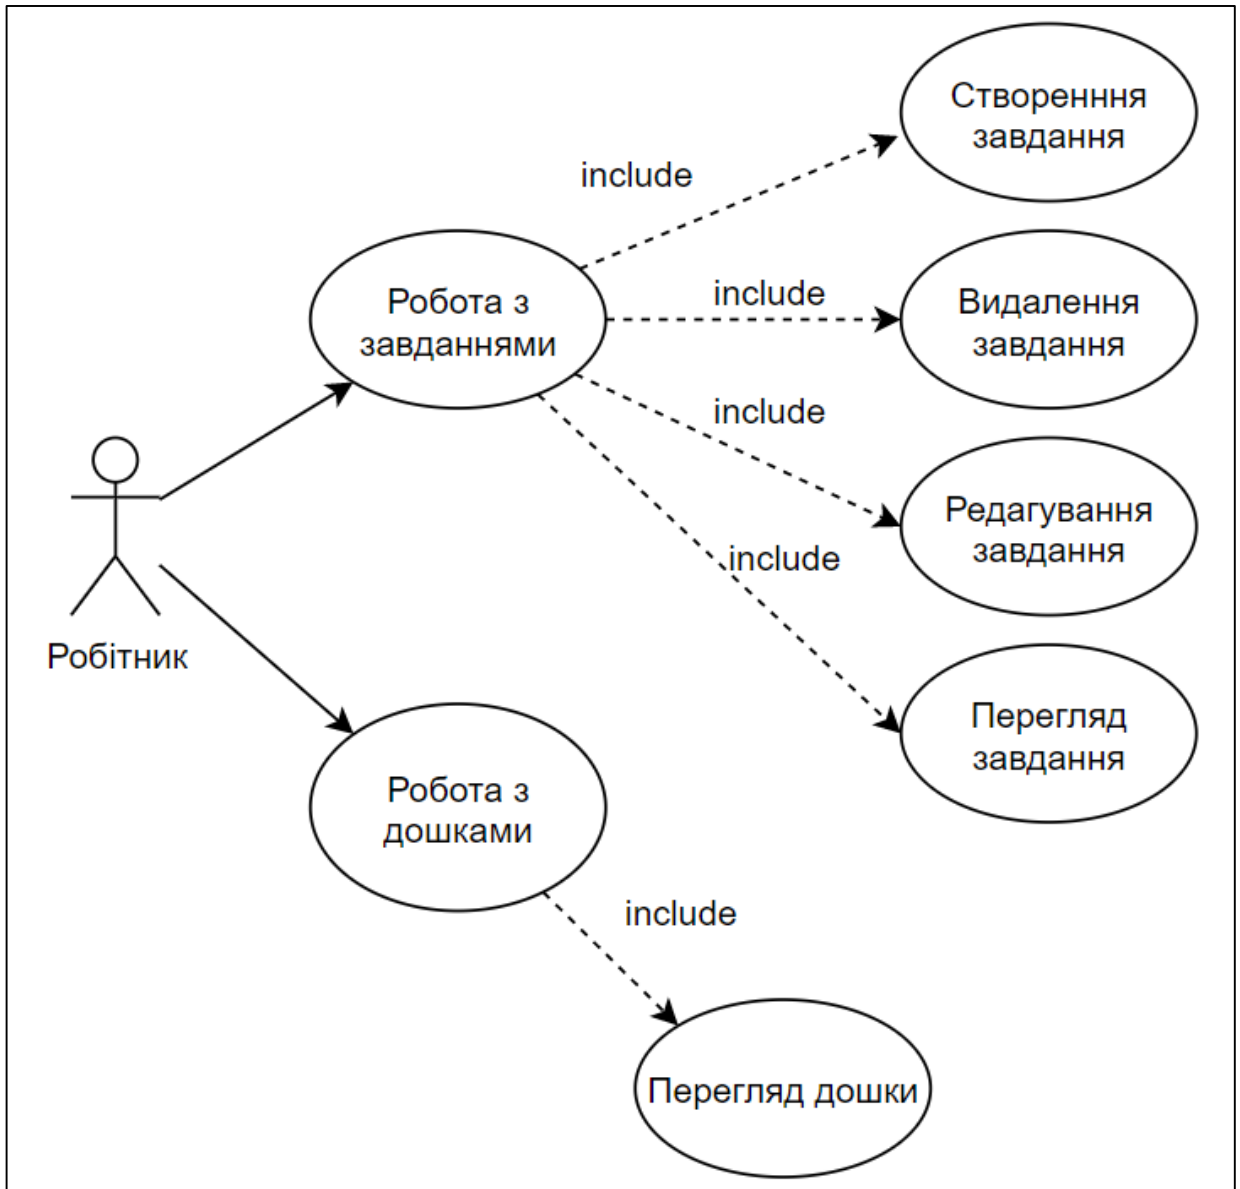 Створенння
завдання
include
Робота з
завданнями
include
Видалення
завдання
include
Редагування
завдання
include
Робітник
Перегляд
завдання
Робота з
дошками
include
Перегляд дошки